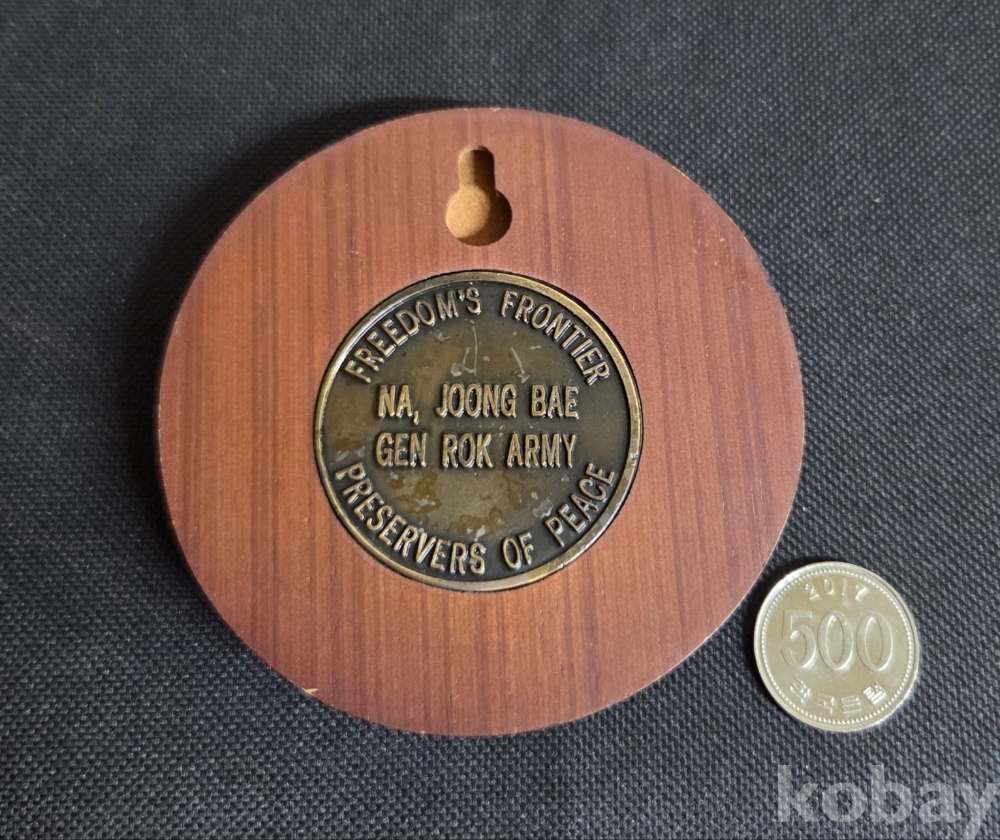 FREEDOM'S FRONTIER
NA, JOONG BAE
GEN ROK ARMY
PRESERVERS OF PEACE
2017
500
한국은행
kobay